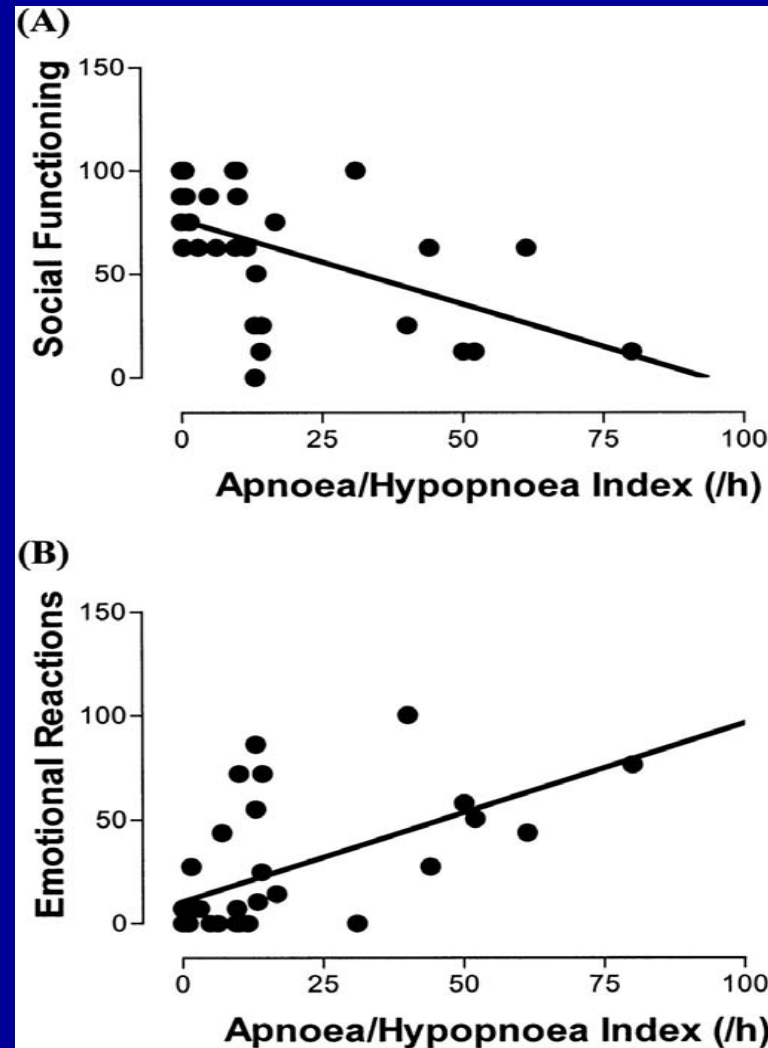 (A)
150
100
50
0
Social Functioning
0 25 50 75 100
Apnoea/Hypopnoea Index (/h)
(B)
150
100
50
0
Emotional Reactions
0 25 50 75 100
Apnoea/Hypopnoea Index (/h)